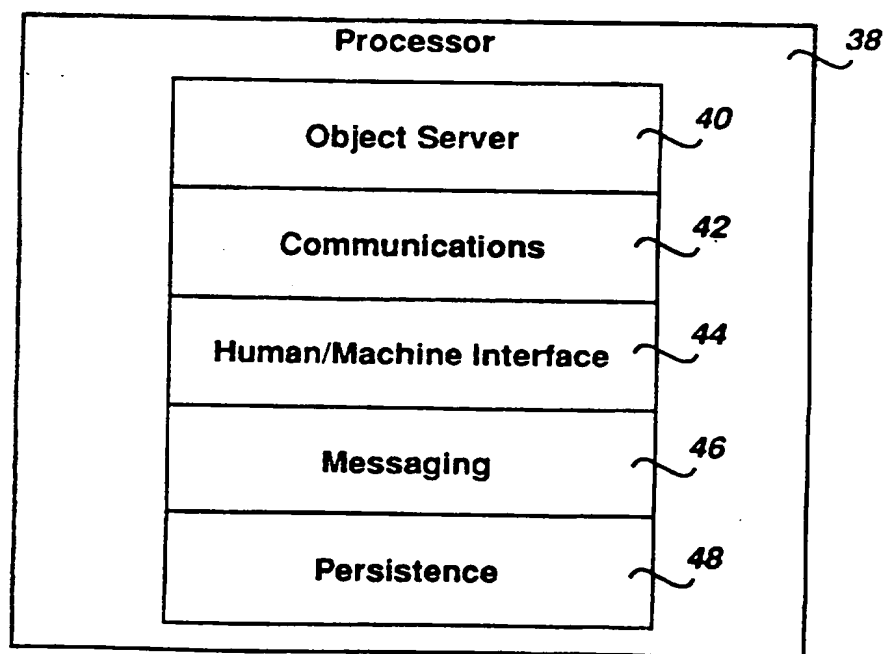 Processor 38
Object Server 40
Communications 42
Human/Machine Interface 44
Messaging 46
Persistence 48